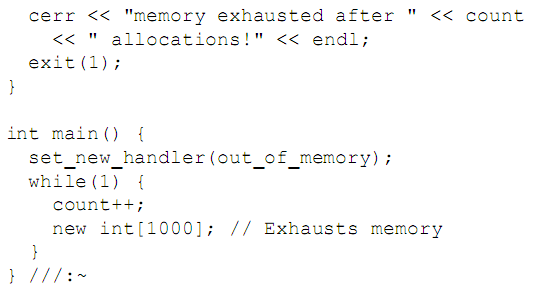 cerr << "memory exhausted after " << count
    << " allocations!" << endl;
  exit(1);
}

int main() {
  set_new_handler(out_of_memory);
  while(1) {
    count++;
    new int[1000]; // Exhausts memory
  }
} ///:~